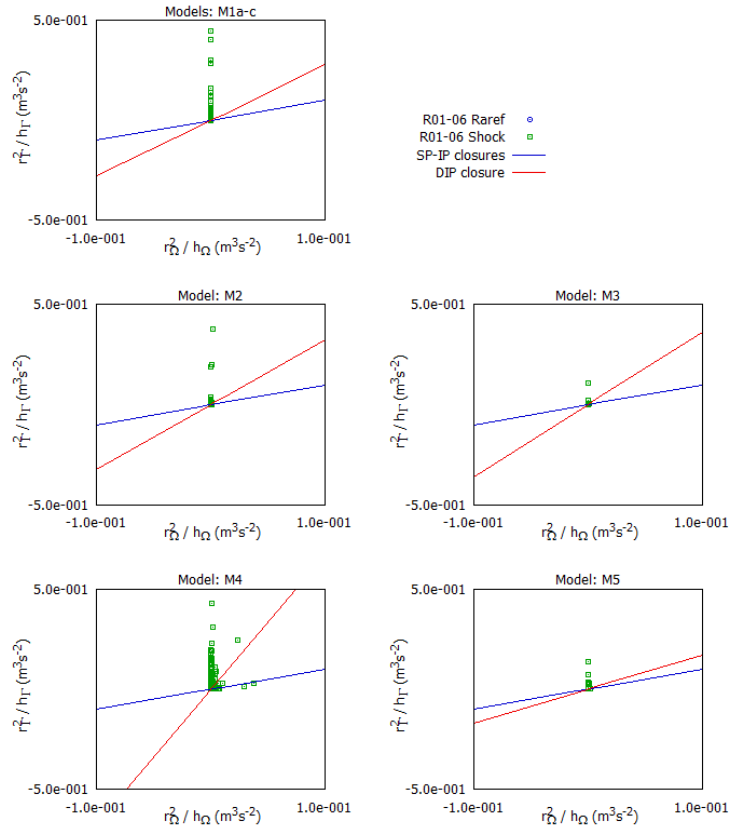 Models: M1a-c
5.0e-001
r²Γ / hΓ (m³s⁻²)
-5.0e-001
-1.0e-001
1.0e-001
r²Ω / hΩ (m³s⁻²)
R01-06 Raref
R01-06 Shock
SP-IP closures
DIP closure
Model: M2
5.0e-001
r²Γ / hΓ (m³s⁻²)
-5.0e-001
-1.0e-001
1.0e-001
r²Ω / hΩ (m³s⁻²)
Model: M3
5.0e-001
r²Γ / hΓ (m³s⁻²)
-5.0e-001
-1.0e-001
1.0e-001
r²Ω / hΩ (m³s⁻²)
Model: M4
5.0e-001
r²Γ / hΓ (m³s⁻²)
-5.0e-001
-1.0e-001
1.0e-001
r²Ω / hΩ (m³s⁻²)
Model: M5
5.0e-001
r²Γ / hΓ (m³s⁻²)
-5.0e-001
-1.0e-001
1.0e-001
r²Ω / hΩ (m³s⁻²)